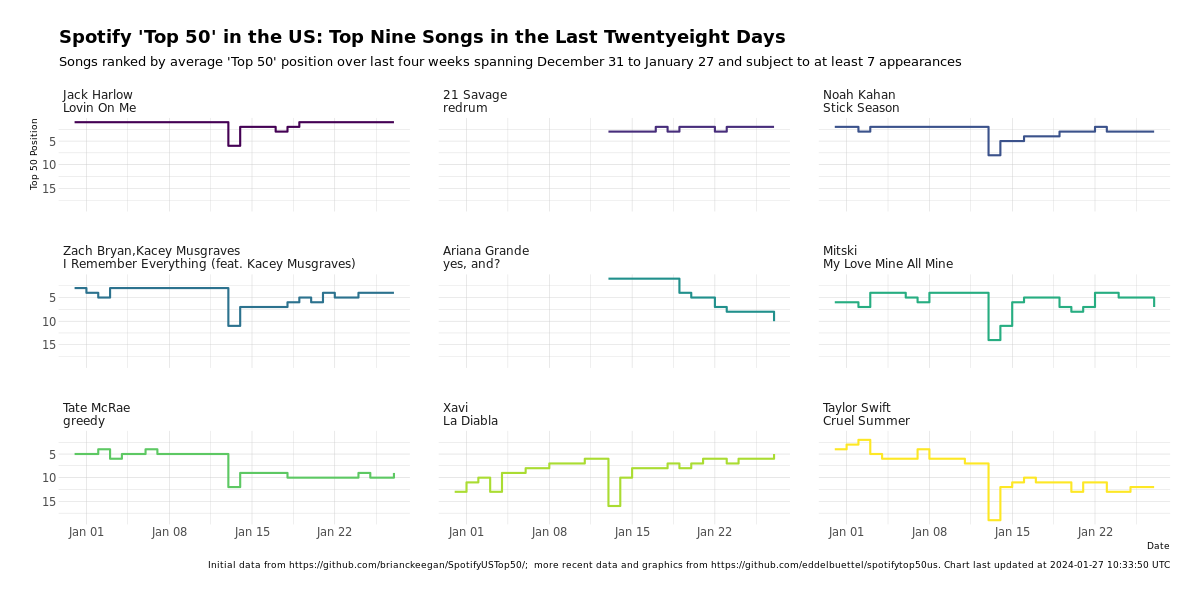 Spotify 'Top 50' in the US: Top Nine Songs in the Last Twentyeight Days
Songs ranked by average 'Top 50' position over last four weeks spanning December 31 to January 27 and subject to at least 7 appearances
Jack Harlow
Lovin On Me
21 Savage
redrum
Noah Kahan
Stick Season
Top 50 Position
5
10
15
Zach Bryan,Kacey Musgraves
I Remember Everything (feat. Kacey Musgraves)
Ariana Grande
yes, and?
Mitski
My Love Mine All Mine
5
10
15
Tate McRae
greedy
Xavi
La Diabla
Taylor Swift
Cruel Summer
5
10
15
Jan 01 Jan 08 Jan 15 Jan 22
Jan 01 Jan 08 Jan 15 Jan 22
Jan 01 Jan 08 Jan 15 Jan 22
Date
Initial data from https://github.com/brianckeegan/SpotifyUSTop50/;  more recent data and graphics from https://github.com/eddelbuettel/spotifytop50us. Chart last updated at 2024-01-27 10:33:50 UTC